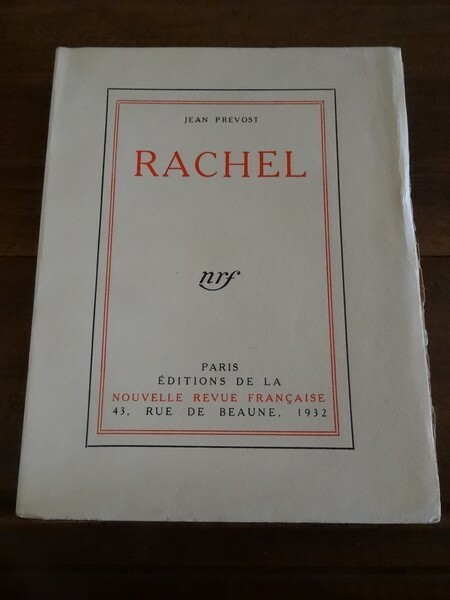 JEAN PREVOST
RACHEL
nrf
PARIS
ÉDITIONS DE LA
NOUVELLE REVUE FRANÇAISE
43, RUE DE BEAUNE, 1932